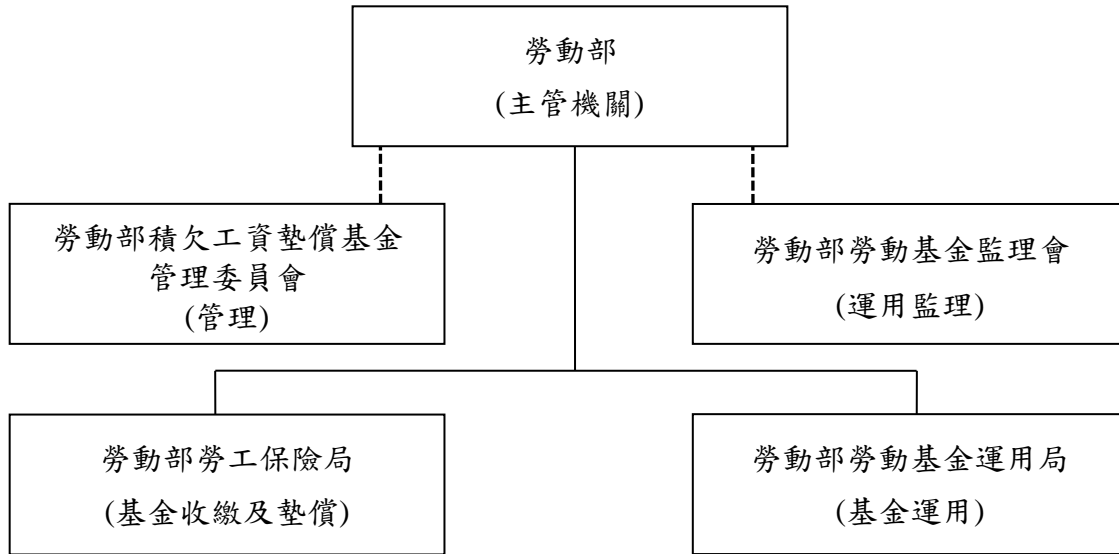 勞動部
(主管機關)
勞動部積欠工資墊償基金
管理委員會
(管理)
勞動部勞動基金監理會
(運用監理)
勞動部勞工保險局
(基金收繳及墊償)
勞動部勞動基金運用局
(基金運用)